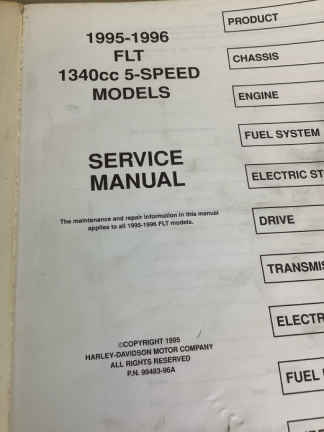 1995-1996
FLT
1340cc 5-SPEED
MODELS
SERVICE
MANUAL
The maintenance and repair information in this manual
applies to all 1995-1996 FLT models.
©COPYRIGHT 1995
HARLEY-DAVIDSON MOTOR COMPANY
ALL RIGHTS RESERVED
P.N. 99483-96A
PRODUCT
CHASSIS
ENGINE
FUEL SYSTEM
ELECTRIC ST
DRIVE
TRANSMIS
ELECTR
FUEL